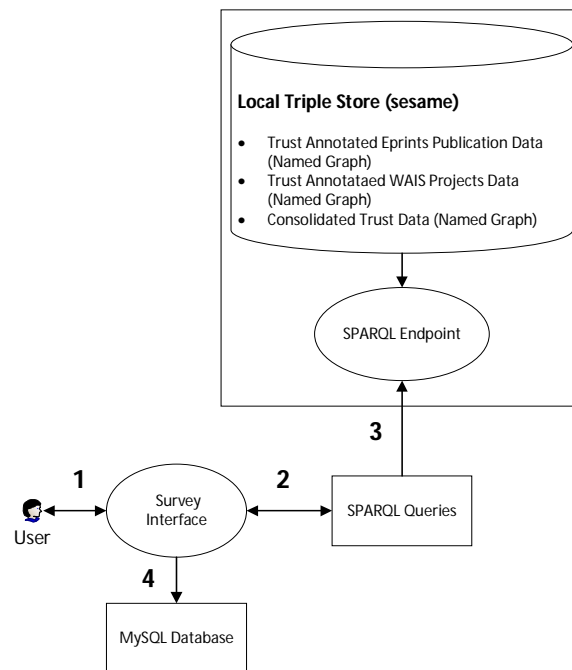 Local Triple Store (sesame)
• Trust Annotated Eprints Publication Data
(Named Graph)
• Trust Annotataed WAIS Projects Data
(Named Graph)
• Consolidated Trust Data (Named Graph)
SPARQL Endpoint
3
1
2
Survey
Interface
SPARQL Queries
User
4
MySQL Database